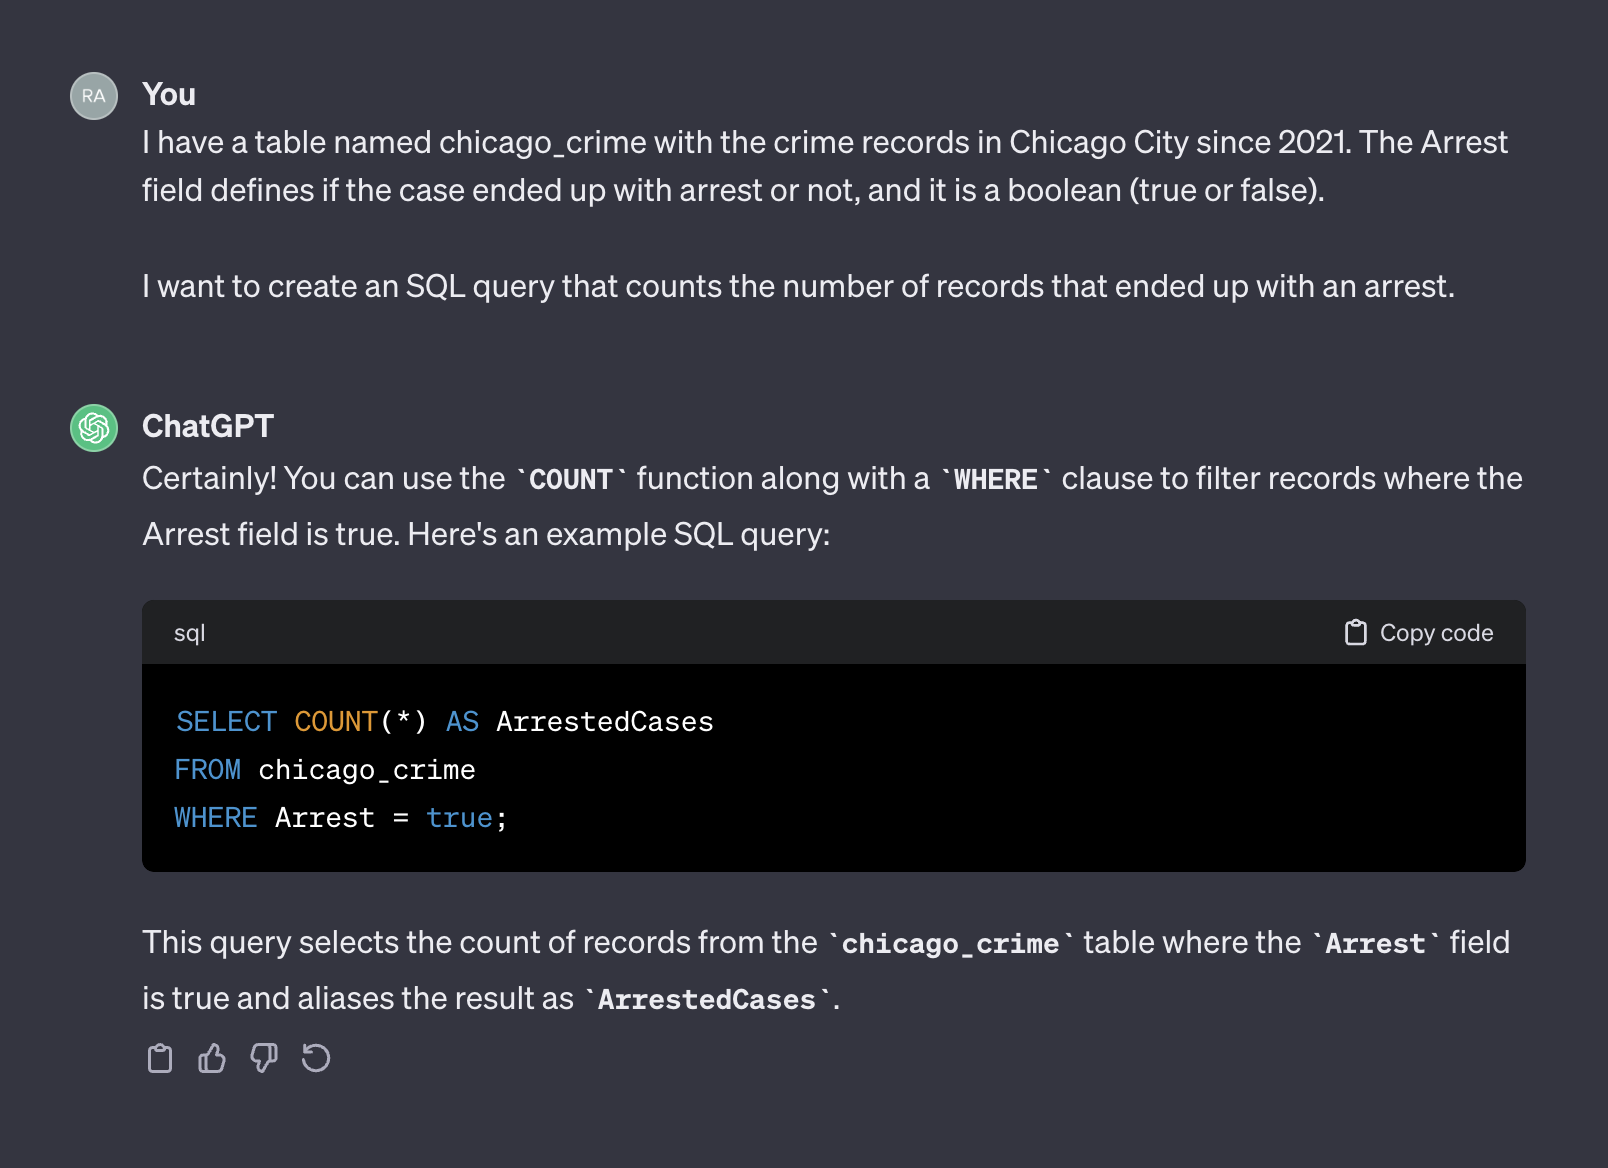 RA
You
I have a table named chicago_crime with the crime records in Chicago City since 2021. The Arrest
field defines if the case ended up with arrest or not, and it is a boolean (true or false).
I want to create an SQL query that counts the number of records that ended up with an arrest.
ChatGPT
Certainly! You can use the `COUNT` function along with a `WHERE` clause to filter records where the
Arrest field is true. Here's an example SQL query:
sql
Copy code
SELECT COUNT(*) AS ArrestedCases
FROM chicago_crime
WHERE Arrest = true;
This query selects the count of records from the `chicago_crime` table where the `Arrest` field
is true and aliases the result as `ArrestedCases`.